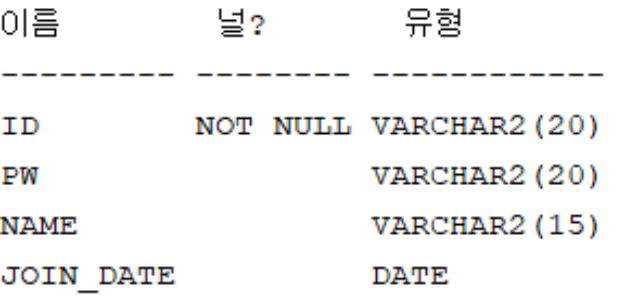 이름        널?       유형
--------- -------- ------------
ID        NOT NULL VARCHAR2(20)
PW                 VARCHAR2(20)
NAME               VARCHAR2(15)
JOIN_DATE          DATE